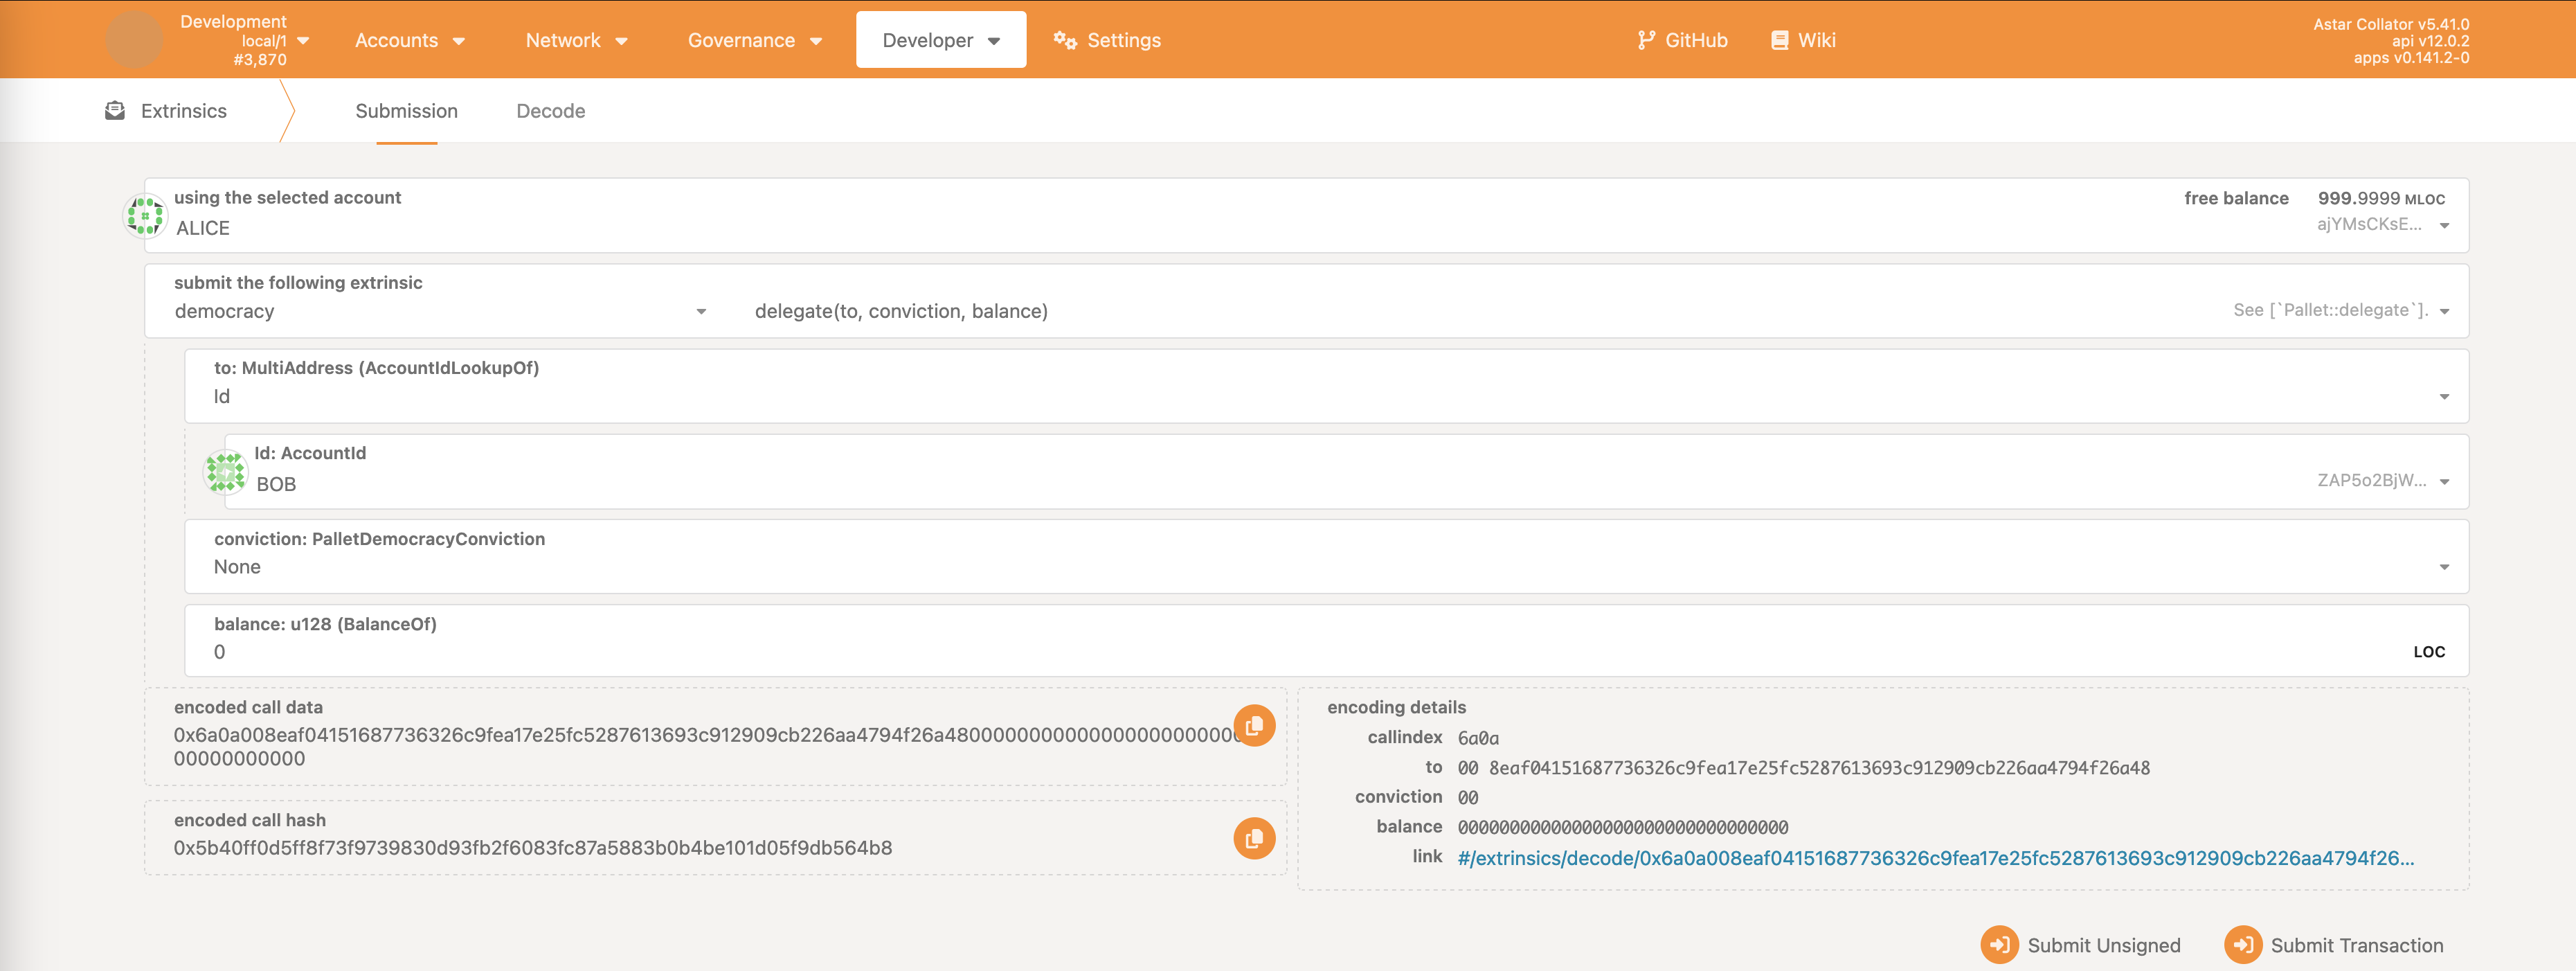 Development
local/1
#3,870
Accounts
Network
Governance
Developer
Settings
GitHub
Wiki
Astar Collator v5.41.0
api v12.0.2
apps v0.141.2-0
Extrinsics
Submission
Decode
using the selected account
ALICE
free balance 999.9999 MLOC
ajYMsCKsE...
submit the following extrinsic
democracy
delegate(to, conviction, balance)
See [`Pallet::delegate`].
to: MultiAddress (AccountIdLookupOf)
Id
Id: AccountId
BOB
ZAP5o2BjW...
conviction: PalletDemocracyConviction
None
balance: u128 (BalanceOf)
0
LOC
encoded call data
00000000000
encoded call hash
0x5b40ff0d5ff8f73f9739830d93fb2f6083fc87a5883b0b4be101d05f9db564b8
encoding details
callindex 6a0a
to 00 8eaf04151687736326c9fea17e25fc5287613693c912909cb226aa4794f26a48
conviction 00
balance 00000000000000000000000000000000
link #/extrinsics/decode/0x6a0a008eaf04151687736326c9fea17e25fc5287613693c912909cb226aa4794f26...
Submit Unsigned
Submit Transaction